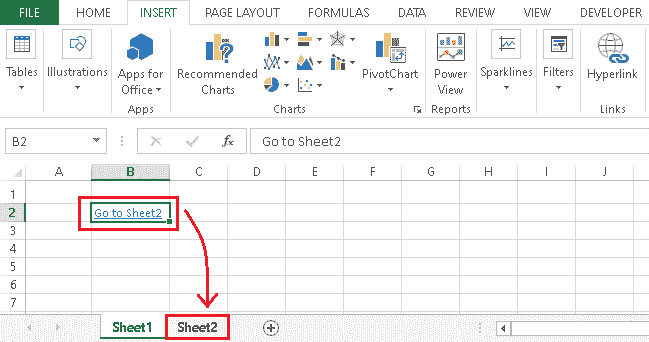 FILE HOME INSERT PAGE LAYOUT FORMULAS DATA REVIEW VIEW DEVELOPER
Tables Illustrations Apps for Office Recommended Charts PivotChart Power View Sparklines Filters Hyperlink
Apps Charts Reports Links
B2 fx Go to Sheet2
A B C D E F G H I J
1
2 Go to Sheet2
3
4
5
6
7
Sheet1 Sheet2